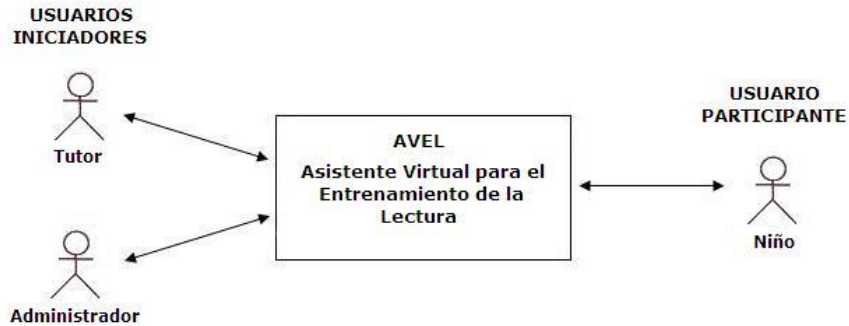 USUARIOS
INICIADORES
Tutor
Administrador
AVEL
Asistente Virtual para el
Entrenamiento de la
Lectura
USUARIO
PARTICIPANTE
Niño